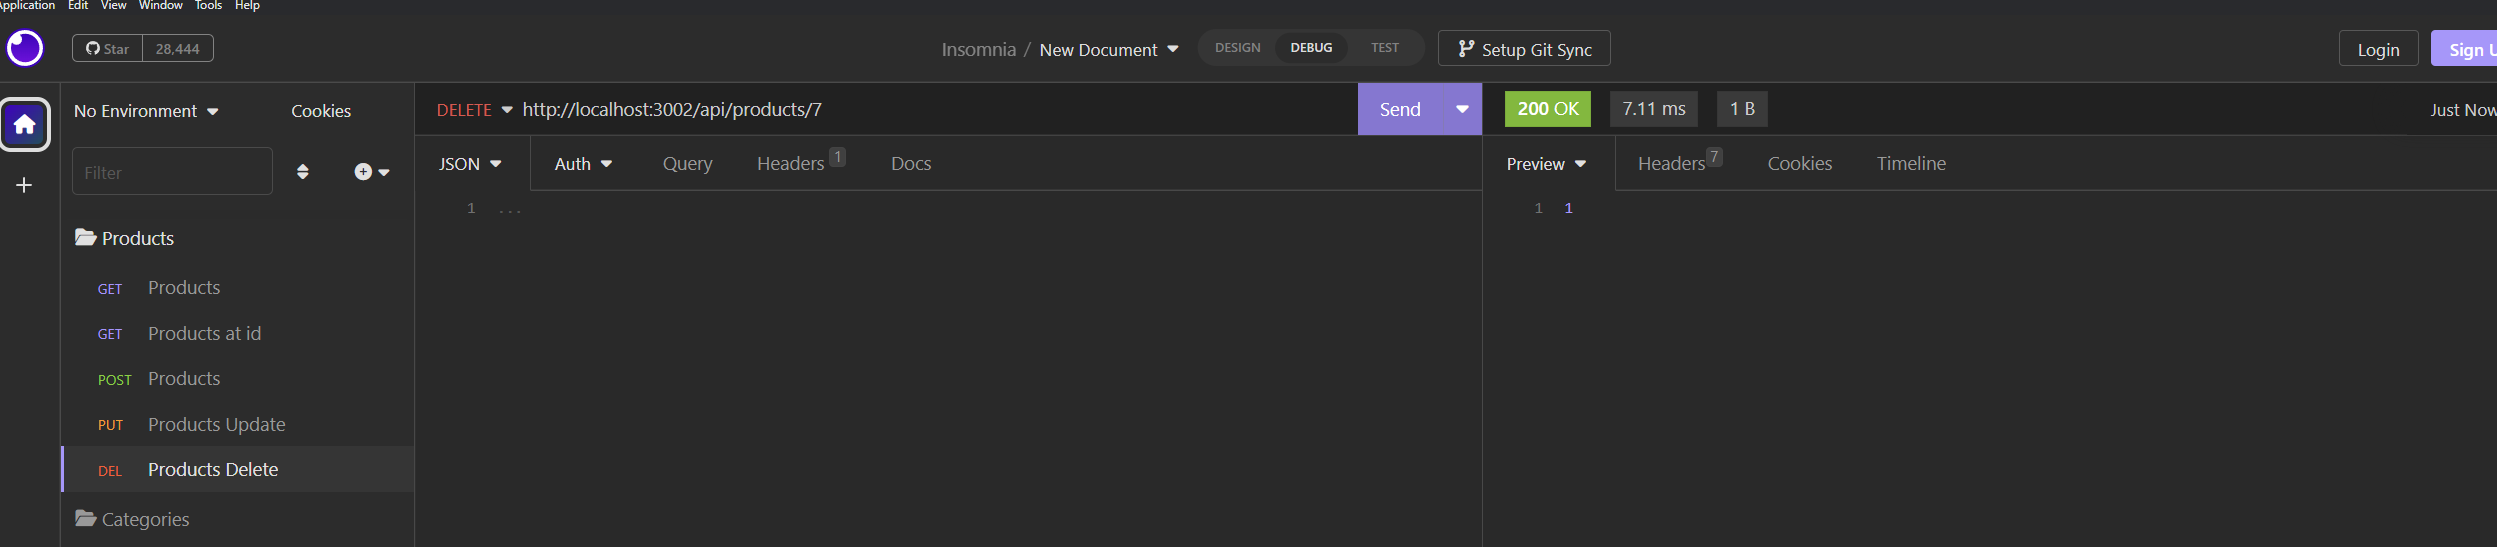 Application Edit View Window Tools Help
Star 28,444
Insomnia / New Document
DESIGN DEBUG TEST
Setup Git Sync
Login
Sign U
No Environment Cookies
Filter
Products
GET Products
GET Products at id
POST Products
PUT Products Update
DEL Products Delete
Categories
DELETE http://localhost:3002/api/products/7
Send
JSON Auth Query Headers 1 Docs
1 ...
200 OK 7.11 ms 1 B Just Now
Preview Headers 7 Cookies Timeline
1 1